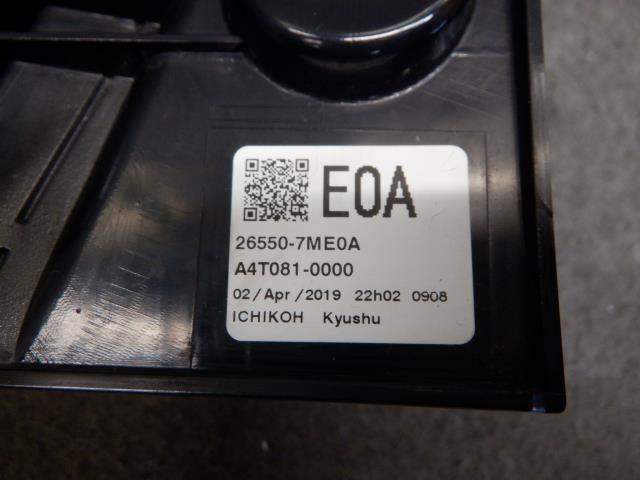 E0A
26550-7ME0A
A4T081-0000
02/Apr/2019 22h02 0908
ICHIKOH Kyushu